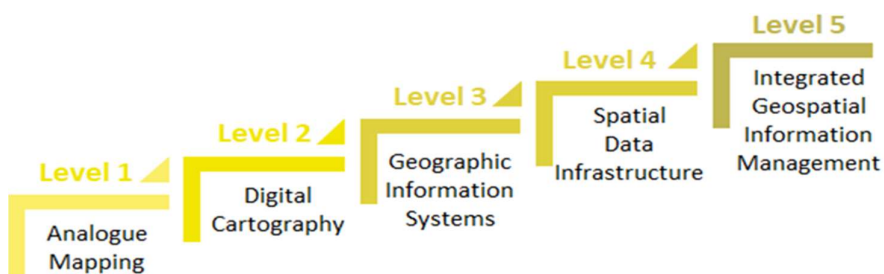 Level 1
Analogue
Mapping
Level 2
Digital
Cartography
Level 3
Geographic
Information
Systems
Level 4
Spatial
Data
Infrastructure
Level 5
Integrated
Geospatial
Information
Management